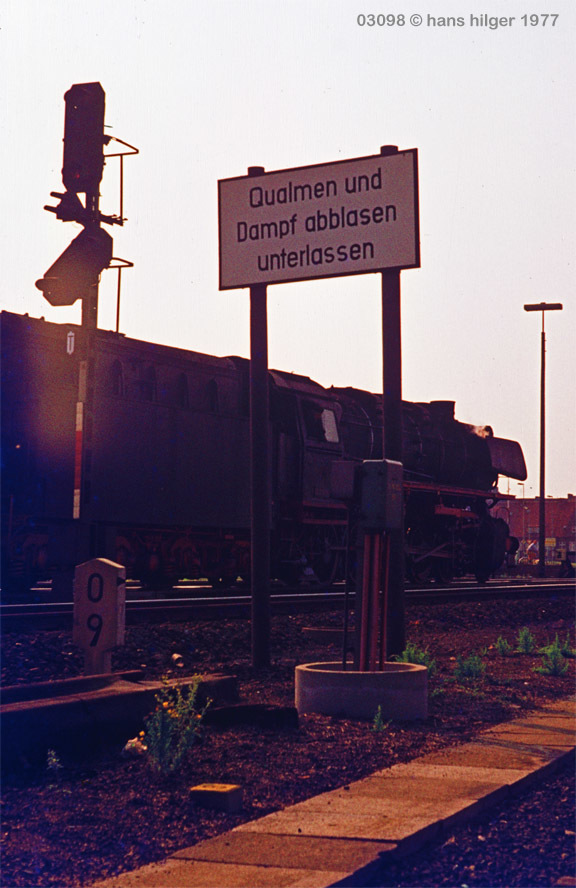 03098 © hans hilger 1977
Qualmen und
Dampf abblasen
unterlassen
0
9